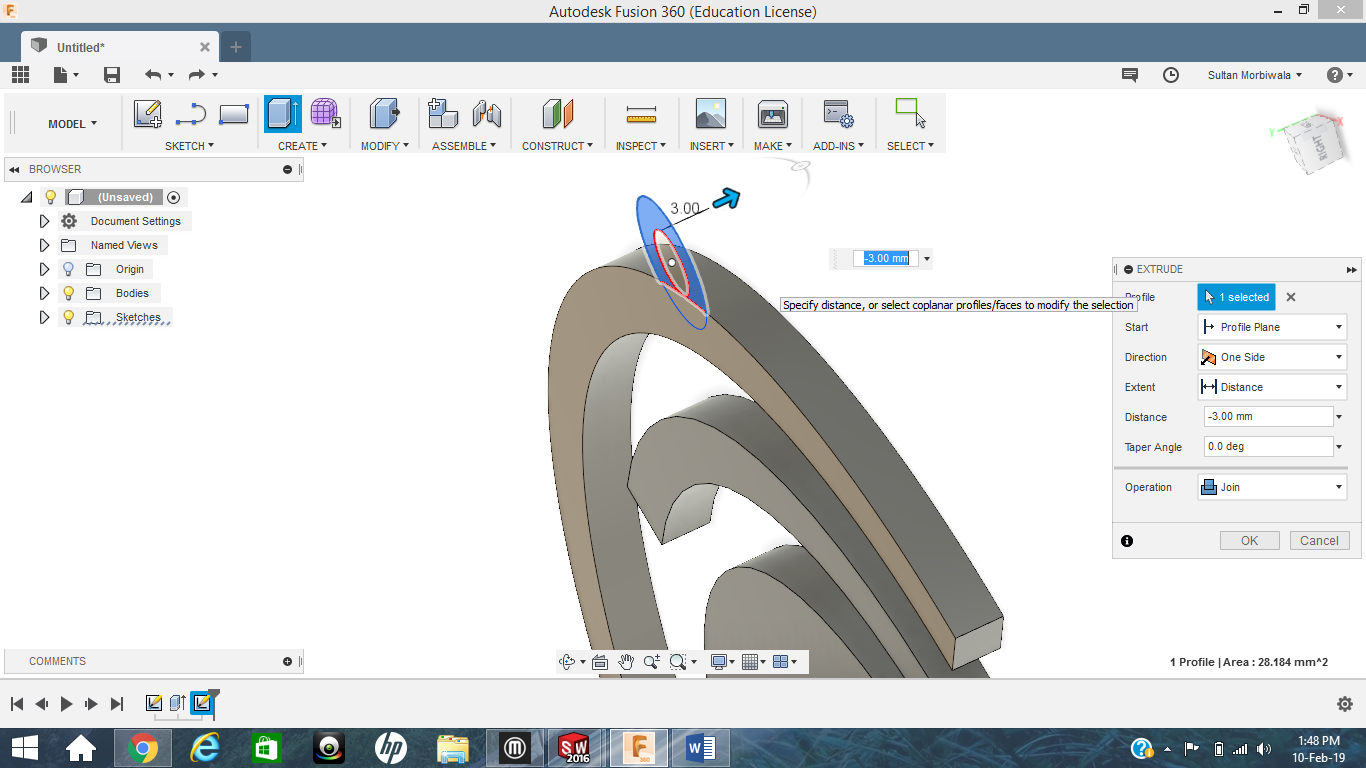 Autodesk Fusion 360 (Education License)
Untitled*
Sultan Morbiwala
MODEL
SKETCH
CREATE
MODIFY
ASSEMBLE
CONSTRUCT
INSPECT
INSERT
MAKE
ADD-INS
SELECT
Y
X
RIGHT
BROWSER
(Unsaved)
Document Settings
Named Views
Origin
Bodies
Sketches
3.00
-3.00 mm
Specify distance, or select coplanar profiles/faces to modify the selection
EXTRUDE
Profile
1 selected
Start
Profile Plane
Direction
One Side
Extent
Distance
Distance
-3.00 mm
Taper Angle
0.0 deg
Operation
Join
OK
Cancel
COMMENTS
1 Profile | Area : 28.184 mm^2
hp
SW
2016
F
360
W
1:48 PM
10-Feb-19